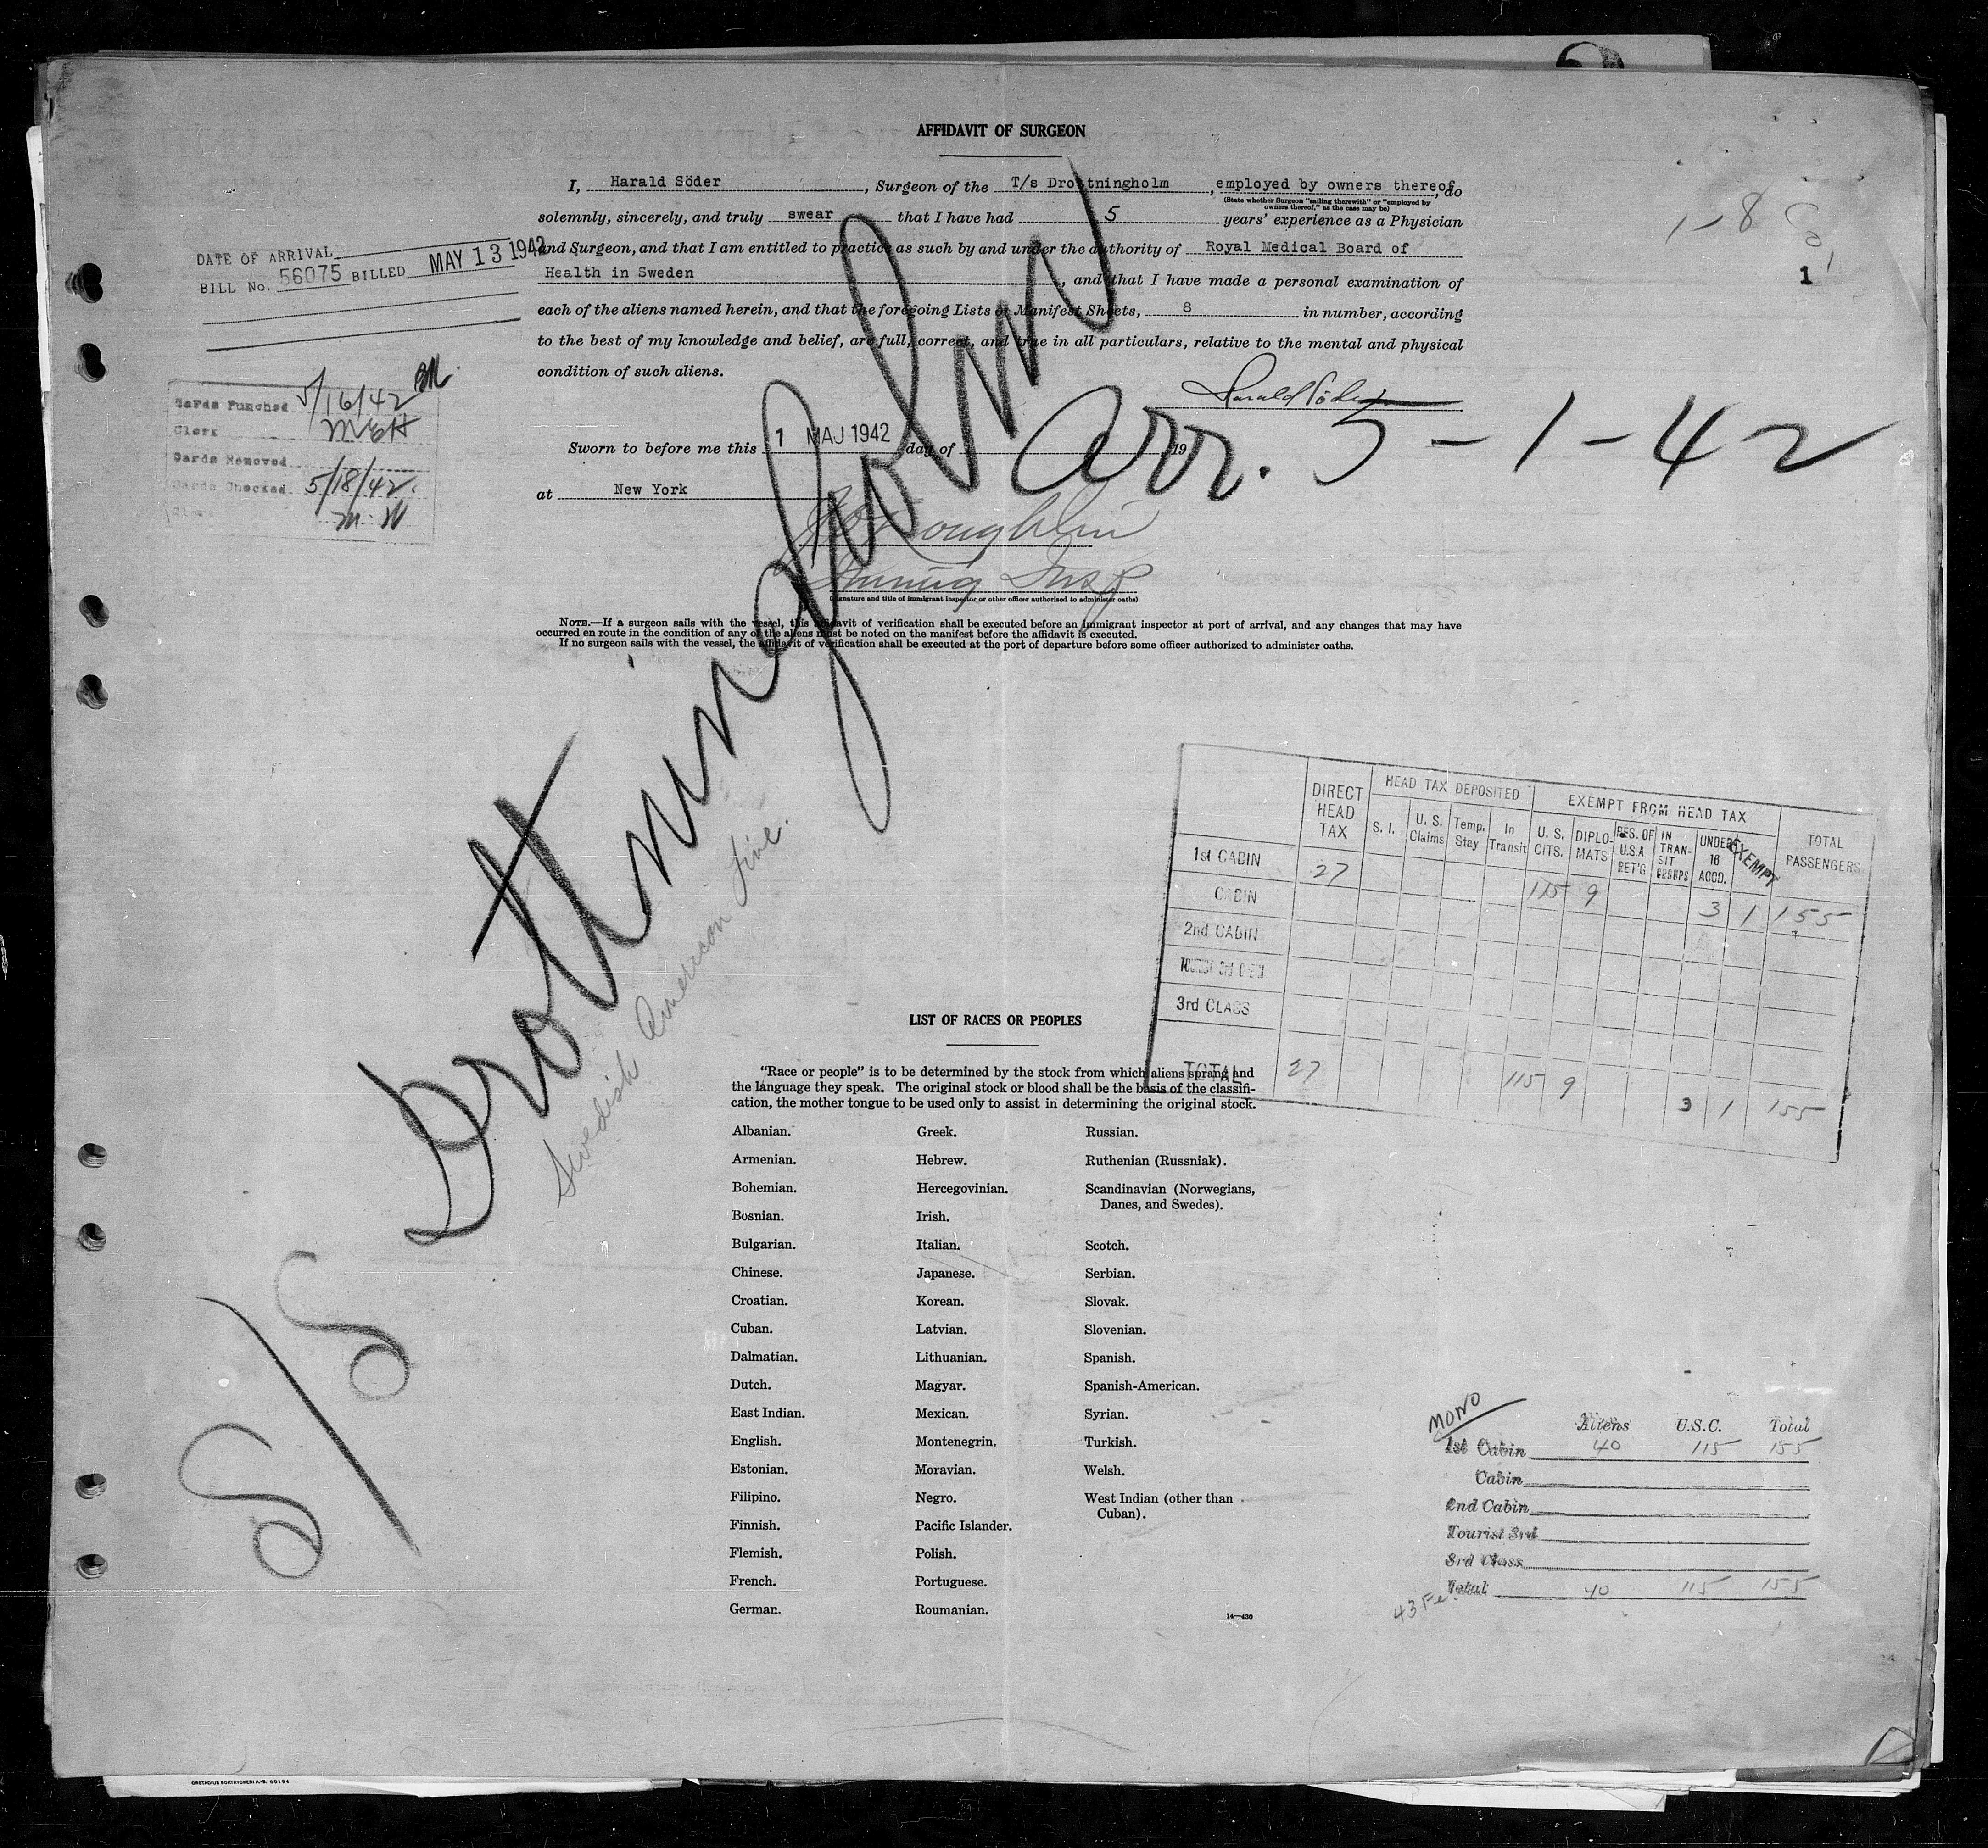 AFFIDAVIT OF SURGEON
I, Harald Söder, Surgeon of the T/s Drottningholm, employed by owners thereof, do
(State whether Surgeon "sailing therewith" or "employed by
owners thereof," as the case may be)
solemnly, sincerely, and truly swear that I have had 5 years' experience as a Physician
and Surgeon, and that I am entitled to practice as such by and under the authority of Royal Medical Board of
Health in Sweden, and that I have made a personal examination of
each of the aliens named herein, and that the foregoing Lists or Manifest Sheets, 8 in number, according
to the best of my knowledge and belief, are full, correct, and true in all particulars, relative to the mental and physical
condition of such aliens.
Harald Söder
Sworn to before me this 1 MAJ 1942 day of , 19
at New York
Loughlin
Immig Insp
(Signature and title of immigrant inspector or other officer authorized to administer oaths)
NOTE.—If a surgeon sails with the vessel, this affidavit of verification shall be executed before an immigrant inspector at port of arrival, and any changes that may have
occurred en route in the condition of any of the aliens must be noted on the manifest before the affidavit is executed.
If no surgeon sails with the vessel, the affidavit of verification shall be executed at the port of departure before some officer authorized to administer oaths.
DATE OF ARRIVAL
BILL No. 56075 BILLED MAY 13 1942
Cards Punched 5/16/42
Clerk MEH
Cards Removed
Cards Checked 5/18/42
Clerk M.W
1-8
1
S/S Drottningholm
arr. 5-1-42
Swedish American Line.
DIRECT HEAD TAX
HEAD TAX DEPOSITED
S. I.
U. S. Claims
Temp. Stay
In Transit
EXEMPT FROM HEAD TAX
U. S. CITS.
DIPLOMATS
RES. OF U.S.A RET'G
IN TRANSIT
UNDER 16 ACCD.
EXEMPT
TOTAL PASSENGERS
1st CABIN 27 115 9 3 1 155
CABIN
2nd CABIN
TOURIST 3rd CABIN
3rd CLASS
TOTAL 27 115 9 3 1 155
LIST OF RACES OR PEOPLES
"Race or people" is to be determined by the stock from which aliens sprang and
the language they speak. The original stock or blood shall be the basis of the classifi-
cation, the mother tongue to be used only to assist in determining the original stock.
Albanian.
Armenian.
Bohemian.
Bosnian.
Bulgarian.
Chinese.
Croatian.
Cuban.
Dalmatian.
Dutch.
East Indian.
English.
Estonian.
Filipino.
Finnish.
Flemish.
French.
German.
Greek.
Hebrew.
Hercegovinian.
Irish.
Italian.
Japanese.
Korean.
Latvian.
Lithuanian.
Magyar.
Mexican.
Montenegrin.
Moravian.
Negro.
Pacific Islander.
Polish.
Portuguese.
Roumanian.
Russian.
Ruthenian (Russniak).
Scandinavian (Norwegians,
Danes, and Swedes).
Scotch.
Serbian.
Slovak.
Slovenian.
Spanish.
Spanish-American.
Syrian.
Turkish.
Welsh.
West Indian (other than
Cuban).
14—430
MONO
Aliens U.S.C. Total
1st Cabin 40 115 155
Cabin
2nd Cabin
Tourist 3rd
3rd Class
Total 40 115 155
ORSTADIUS BOKTRYCKERI A.-B. 60194